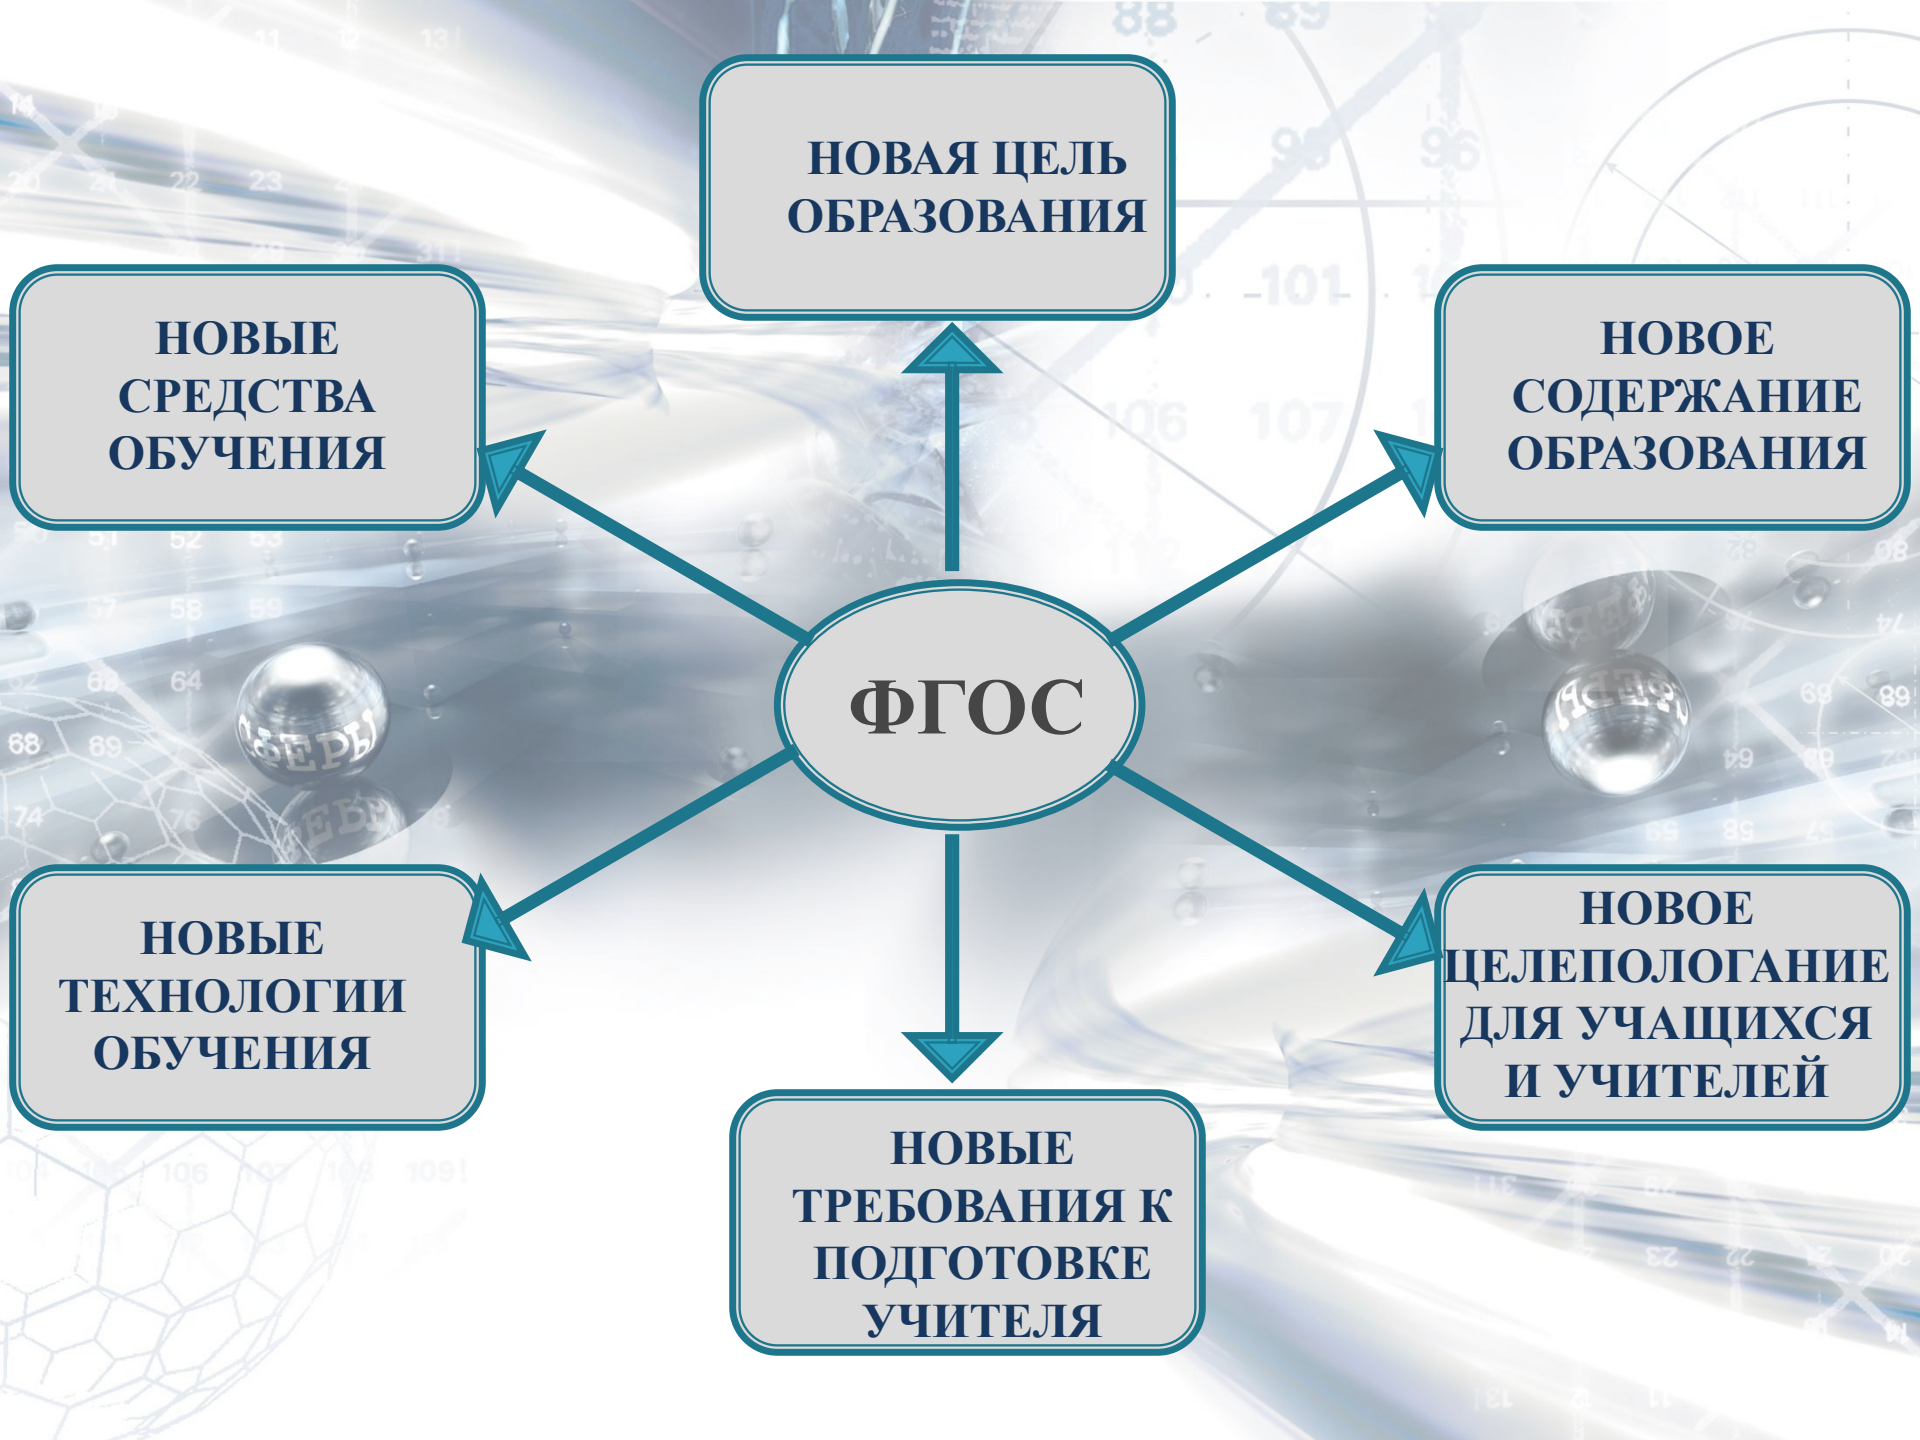 НОВАЯ ЦЕЛЬ
ОБРАЗОВАНИЯ
НОВЫЕ
СРЕДСТВА
ОБУЧЕНИЯ
НОВОЕ
СОДЕРЖАНИЕ
ОБРАЗОВАНИЯ
ФГОС
НОВЫЕ
ТЕХНОЛОГИИ
ОБУЧЕНИЯ
НОВОЕ
ЦЕЛЕПОЛОГАНИЕ
ДЛЯ УЧАЩИХСЯ
И УЧИТЕЛЕЙ
НОВЫЕ
ТРЕБОВАНИЯ К
ПОДГОТОВКЕ
УЧИТЕЛЯ